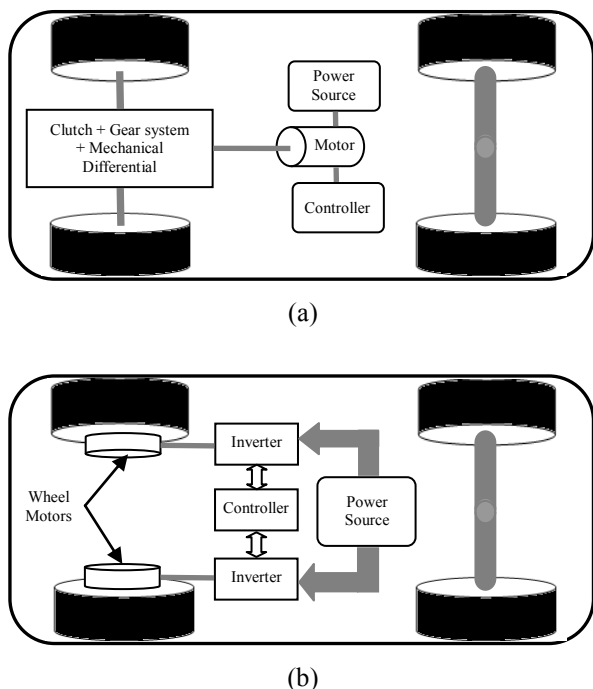 Power
Source
Clutch + Gear system
+ Mechanical
Differential
Motor
Controller
(a)
Inverter
Wheel
Motors
Controller
Power
Source
Inverter
(b)